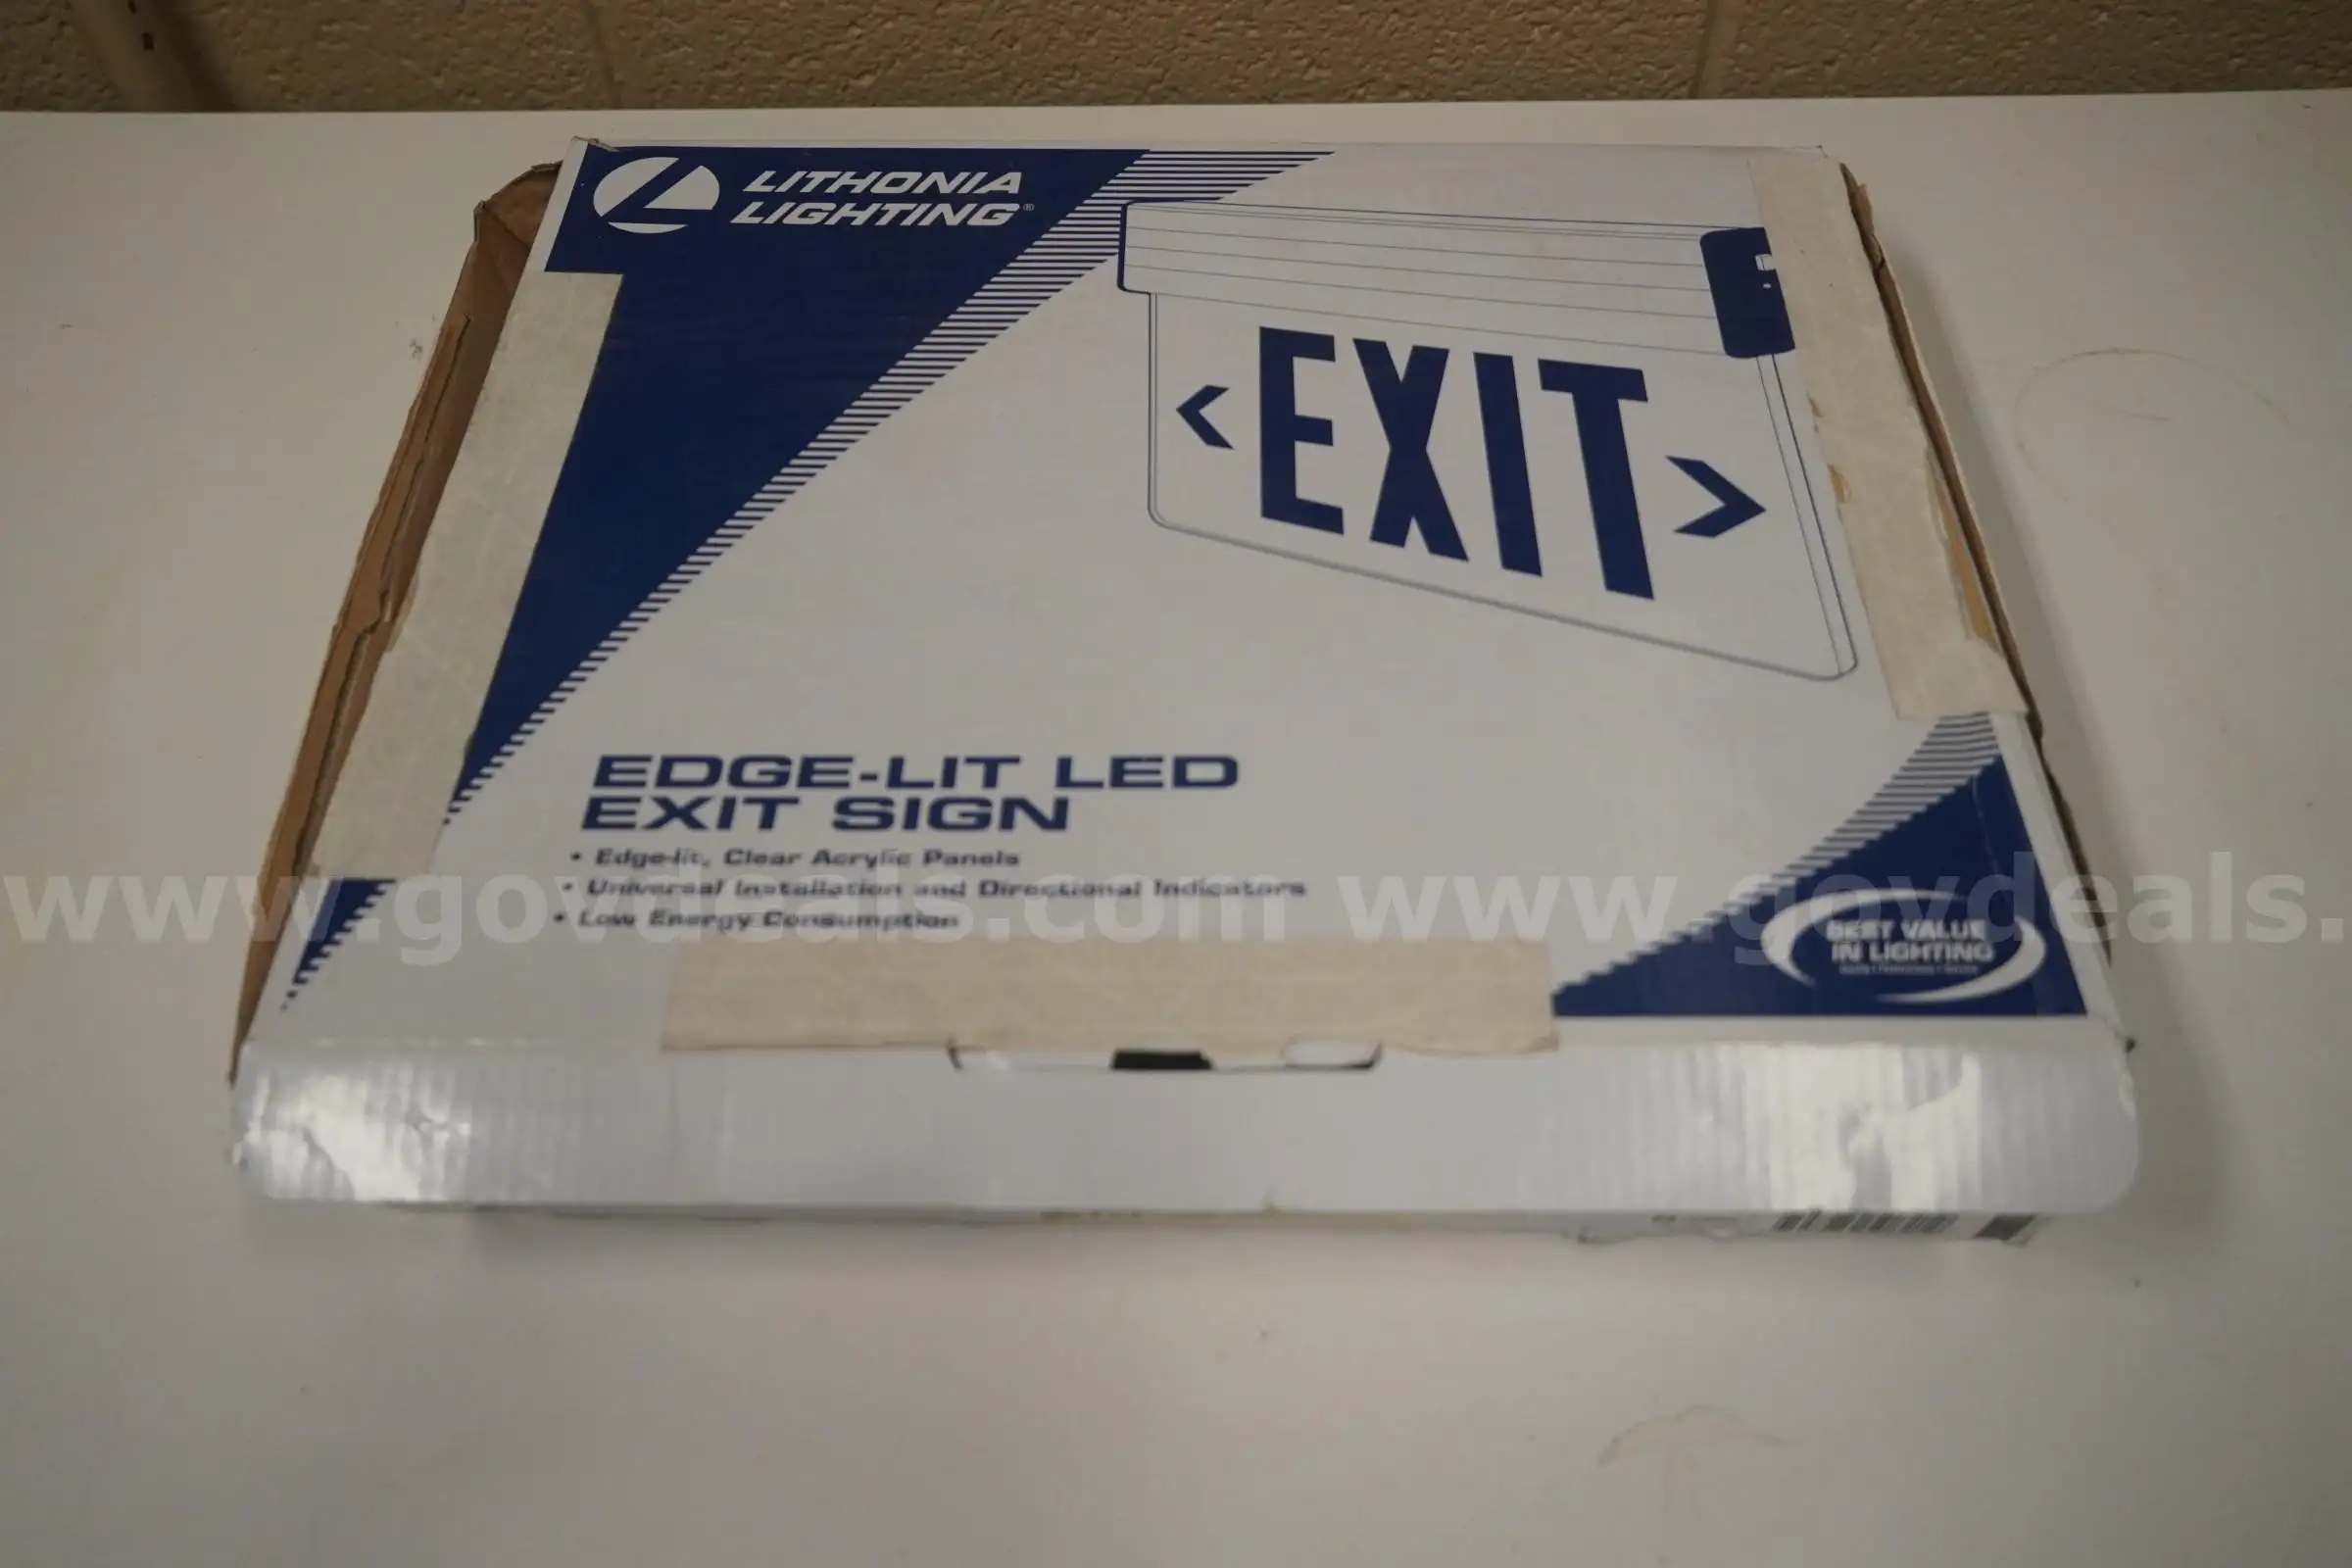 LITHONIA
LIGHTING®
< EXIT >
EDGE-LIT LED
EXIT SIGN
• Edge-lit, Clear Acrylic Panels
• Universal Installation and Directional Indicators
• Low Energy Consumption
www.govdeals.com www.govdeals.
BEST VALUE
IN LIGHTING